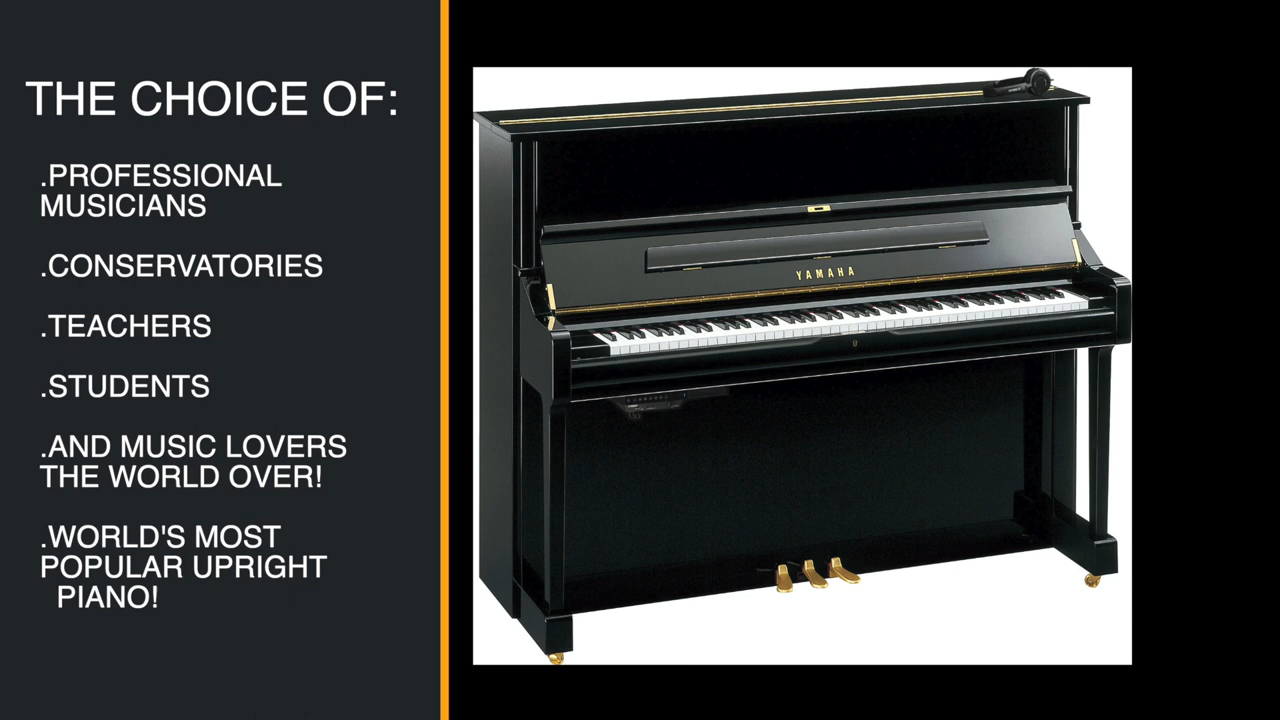 THE CHOICE OF:
.PROFESSIONAL
MUSICIANS
.CONSERVATORIES
.TEACHERS
.STUDENTS
.AND MUSIC LOVERS
THE WORLD OVER!
.WORLD'S MOST
POPULAR UPRIGHT
PIANO!
YAMAHA